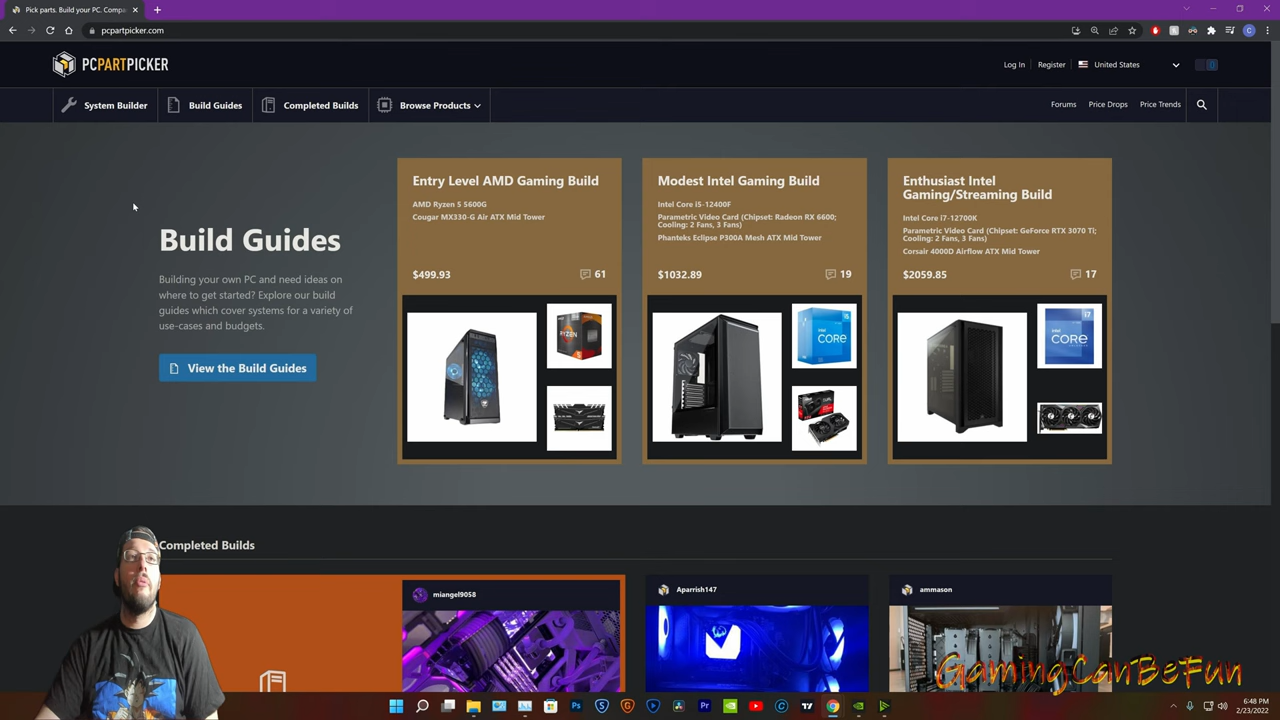 Pick parts. Build your PC. Compa
pcpartpicker.com
PCPARTPICKER
Log In
Register
United States
System Builder
Build Guides
Completed Builds
Browse Products
Forums
Price Drops
Price Trends
Build Guides
Building your own PC and need ideas on
where to get started? Explore our build
guides which cover systems for a variety of
use-cases and budgets.
View the Build Guides
Entry Level AMD Gaming Build
AMD Ryzen 5 5600G
Cougar MX330-G Air ATX Mid Tower
$499.93
61
RYZEN
Modest Intel Gaming Build
Intel Core i5-12400F
Parametric Video Card (Chipset: Radeon RX 6600;
Cooling: 2 Fans, 3 Fans)
Phanteks Eclipse P300A Mesh ATX Mid Tower
$1032.89
19
i5
CORE
Enthusiast Intel
Gaming/Streaming Build
Intel Core i7-12700K
Parametric Video Card (Chipset: GeForce RTX 3070 Ti;
Cooling: 2 Fans, 3 Fans)
Corsair 4000D Airflow ATX Mid Tower
$2059.85
17
i7
CORE
Completed Builds
miangel9058
Aparrish147
ammason
GamingCanBeFun
6:48 PM
2/23/2022